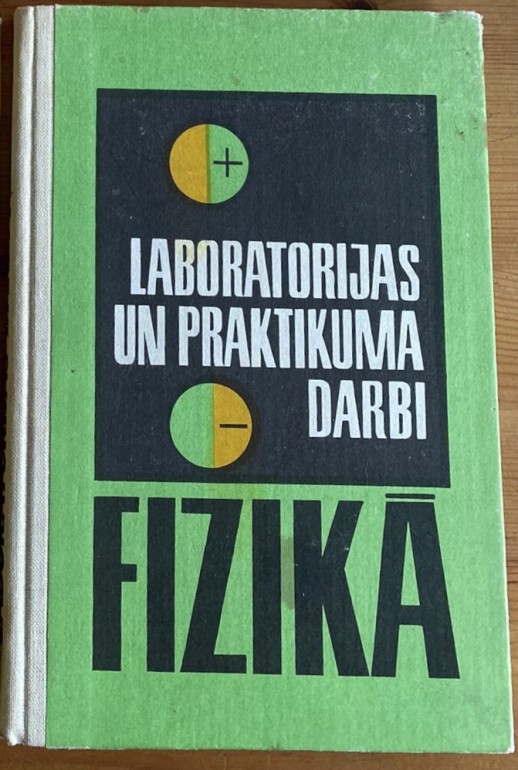 +
LABORATORIJAS
UN PRAKTIKUMA
DARBI
−
FIZIKĀ